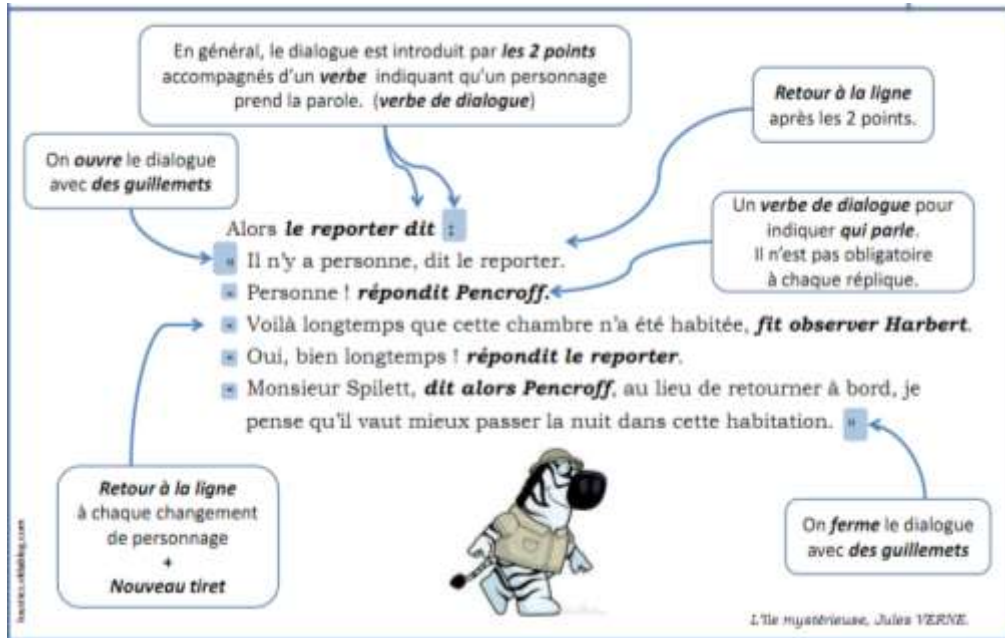 En général, le dialogue est introduit par les 2 points
accompagnés d'un verbe indiquant qu'un personnage
prend la parole. (verbe de dialogue)
Retour à la ligne
après les 2 points.
On ouvre le dialogue
avec des guillemets
Un verbe de dialogue pour
indiquer qui parle.
Il n'est pas obligatoire
à chaque réplique.
Alors le reporter dit :
« Il n'y a personne, dit le reporter.
- Personne ! répondit Pencroff.
- Voilà longtemps que cette chambre n'a été habitée, fit observer Harbert.
- Oui, bien longtemps ! répondit le reporter.
- Monsieur Spilett, dit alors Pencroff, au lieu de retourner à bord, je
pense qu'il vaut mieux passer la nuit dans cette habitation. »
Retour à la ligne
à chaque changement
de personnage
+
Nouveau tiret
On ferme le dialogue
avec des guillemets
L'île mystérieuse, Jules VERNE.